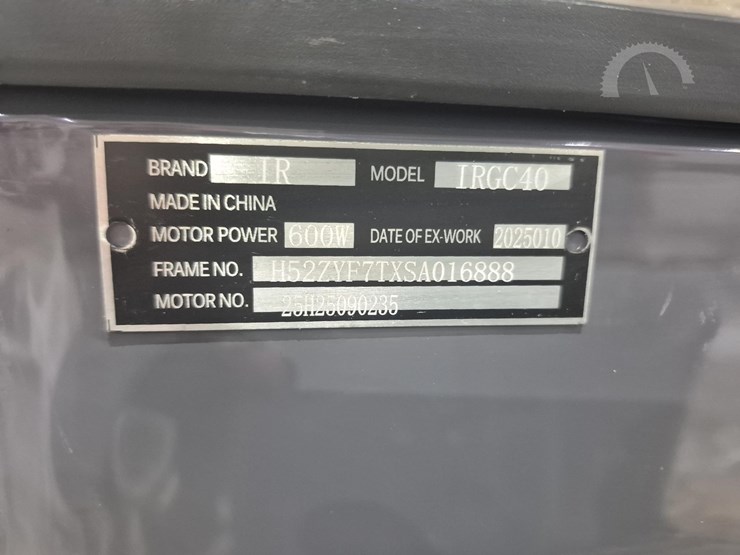 BRAND IR MODEL IRGC40
MADE IN CHINA
MOTOR POWER 600W DATE OF EX-WORK 2025010
FRAME NO. H52ZYF7TXSA016888
MOTOR NO. 25H25090235